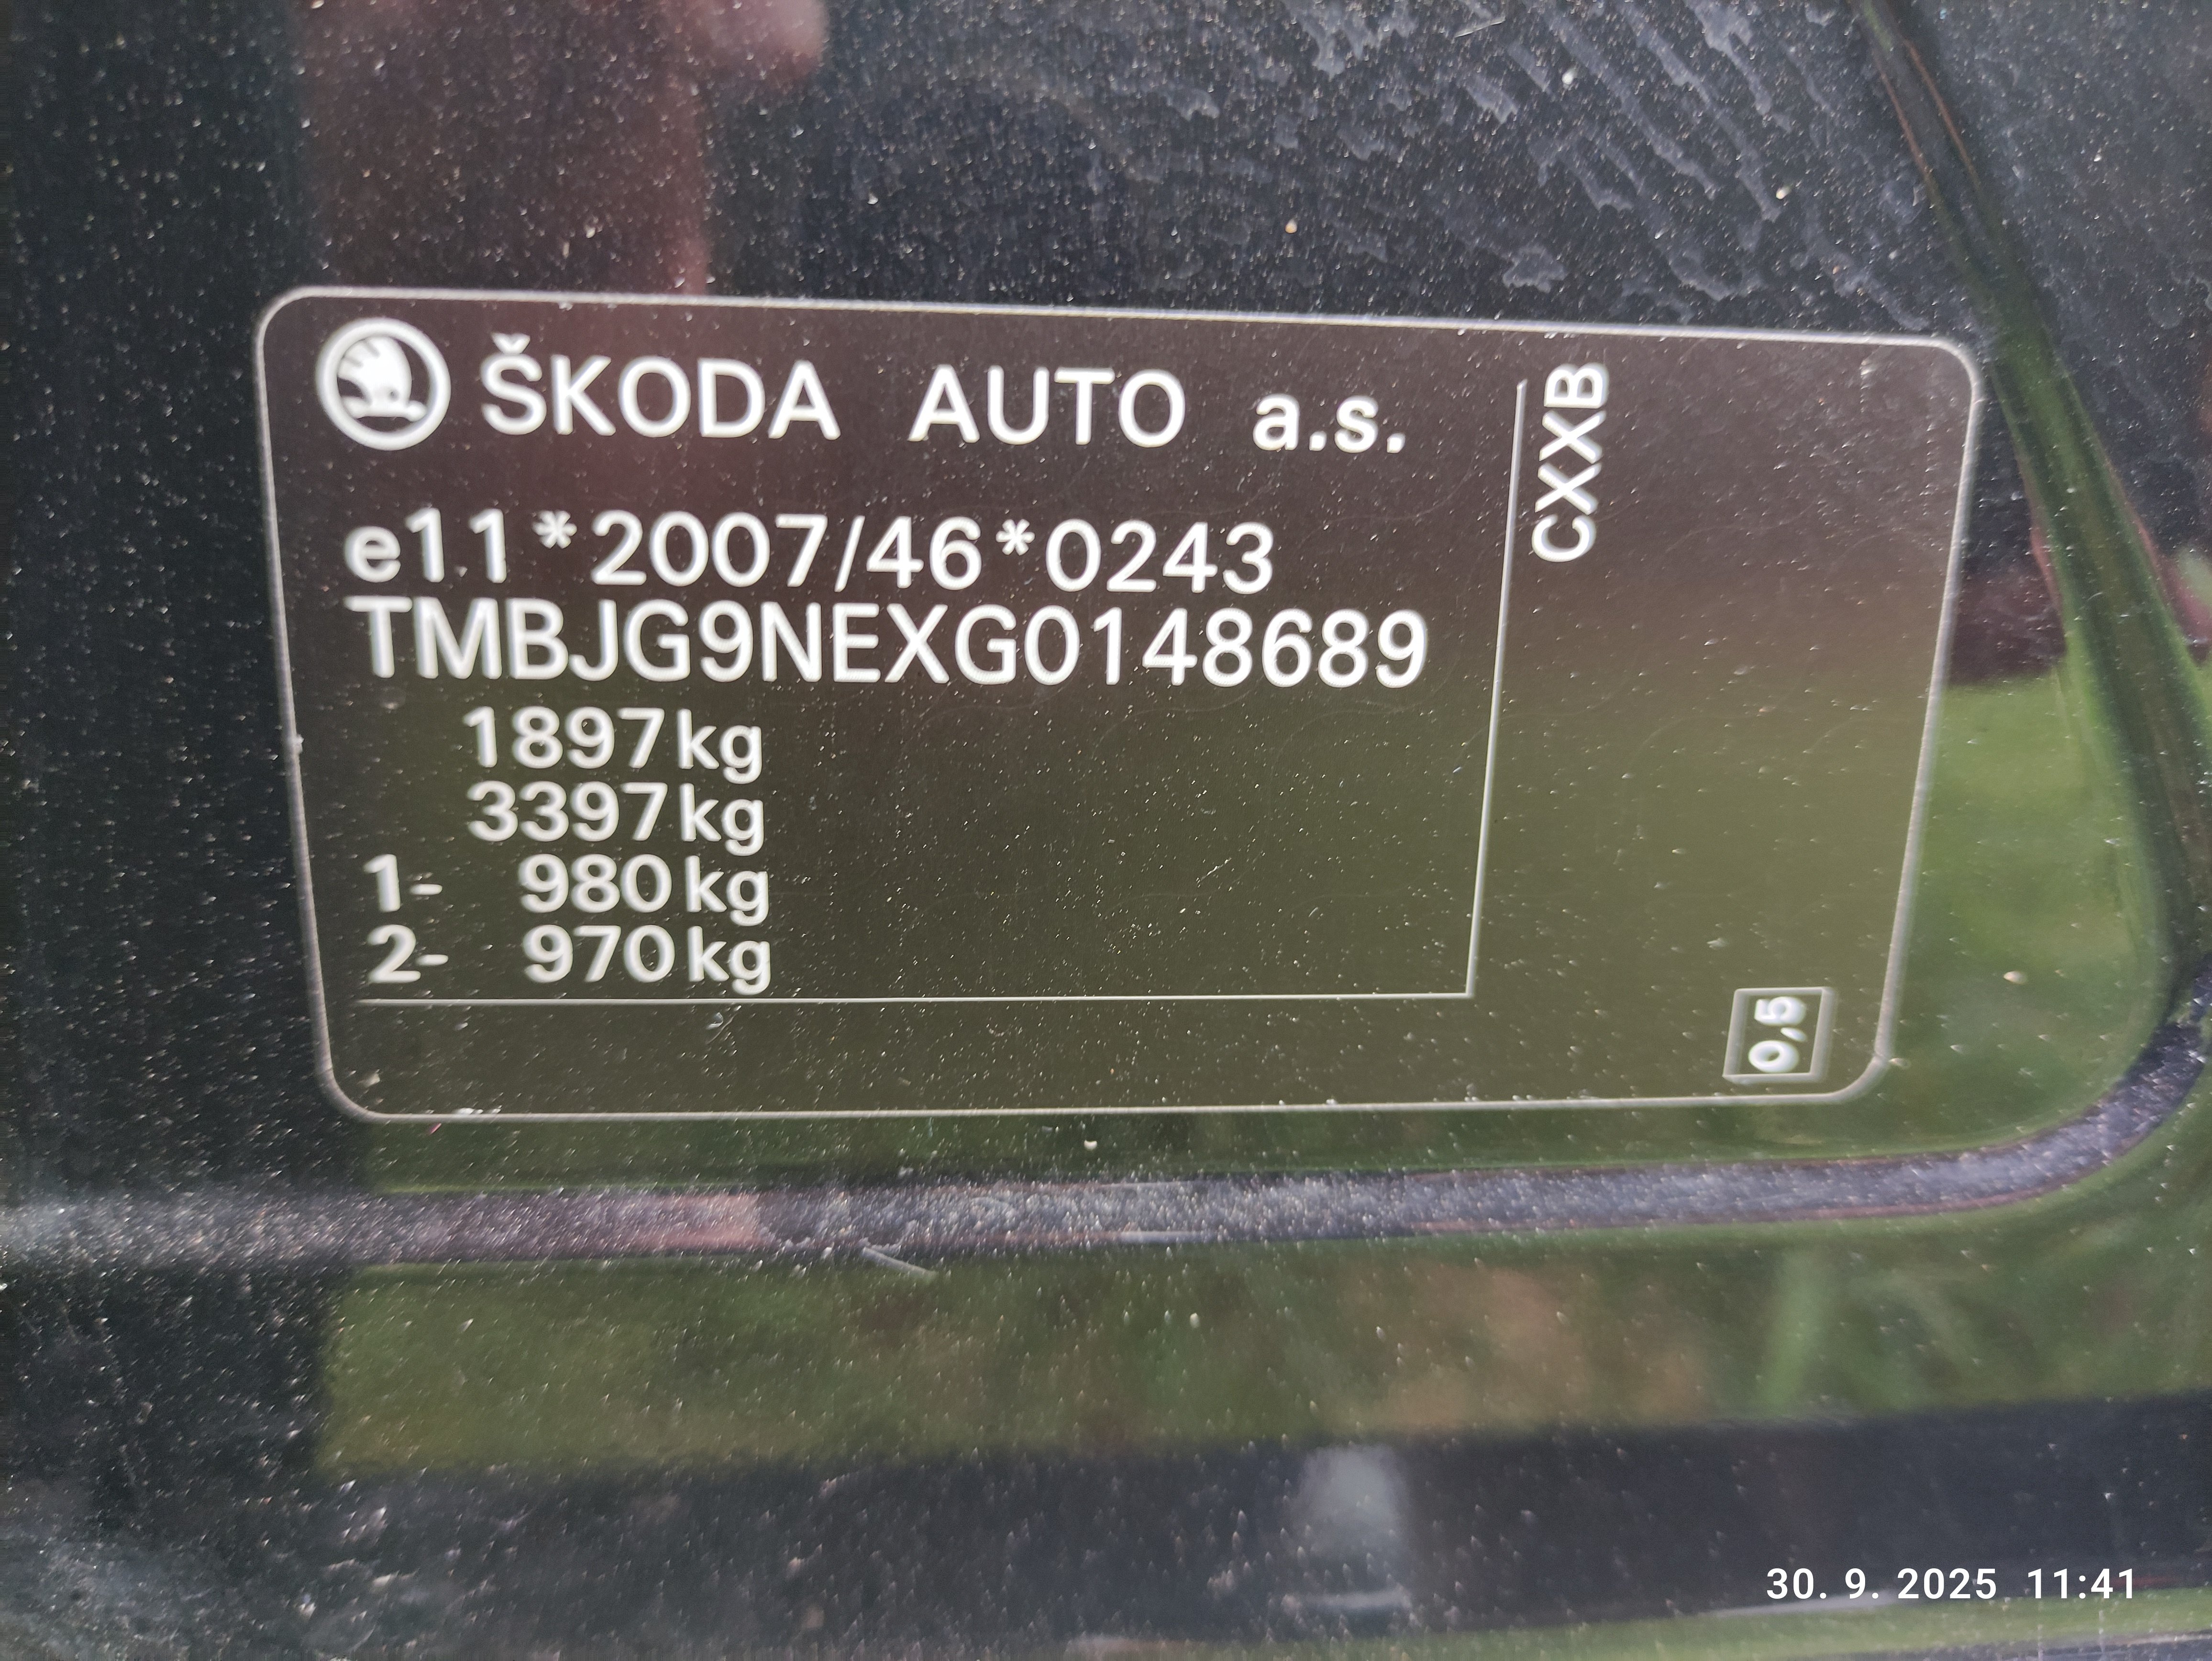 ŠKODA AUTO a.s.
e11*2007/46*0243
TMBJG9NEXG0148689
1897kg
3397kg
1- 980kg
2- 970kg
CXXB
0,5
30. 9. 2025 11:41